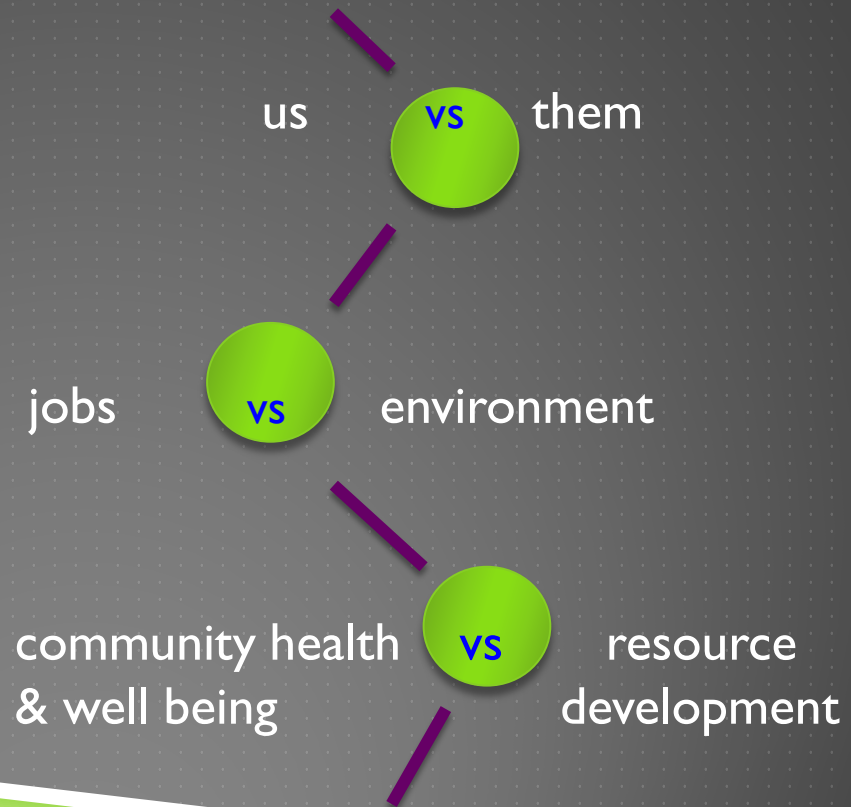 us vs them
jobs vs environment
community health vs resource
& well being development